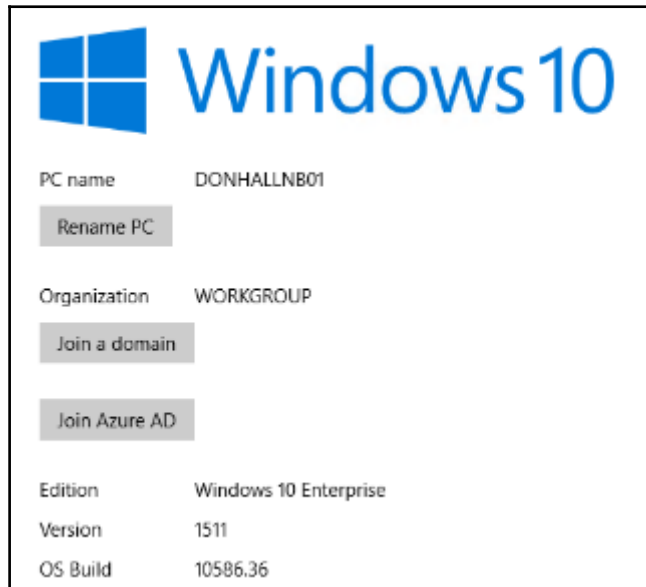 Windows 10
PC name DONHALLNB01
Rename PC
Organization WORKGROUP
Join a domain
Join Azure AD
Edition Windows 10 Enterprise
Version 1511
OS Build 10586.36